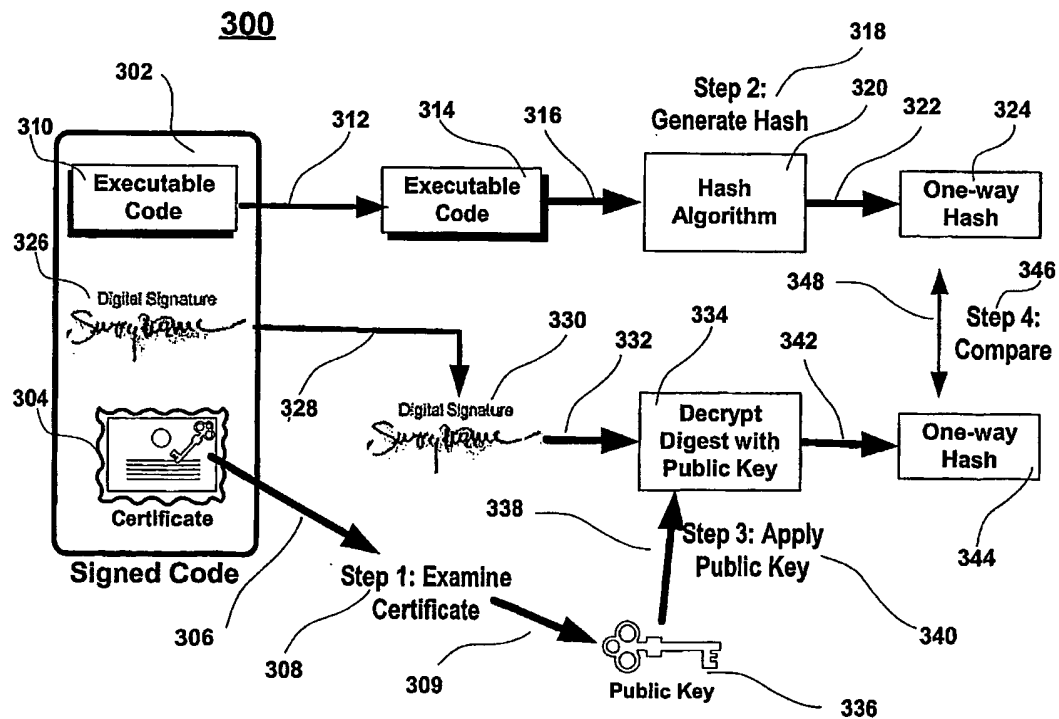 300
302
318
310
312
314
316
Step 2:
Generate Hash
320
322
324
Executable
Code
Executable
Code
Hash
Algorithm
One-way
Hash
326
Digital Signature
328
330
Digital Signature
332
334
342
348
346
Step 4:
Compare
Decrypt
Digest with
Public Key
One-way
Hash
344
304
Certificate
Signed Code
306
Step 1: Examine
Certificate
308
309
338
Step 3: Apply
Public Key
340
Public Key
336